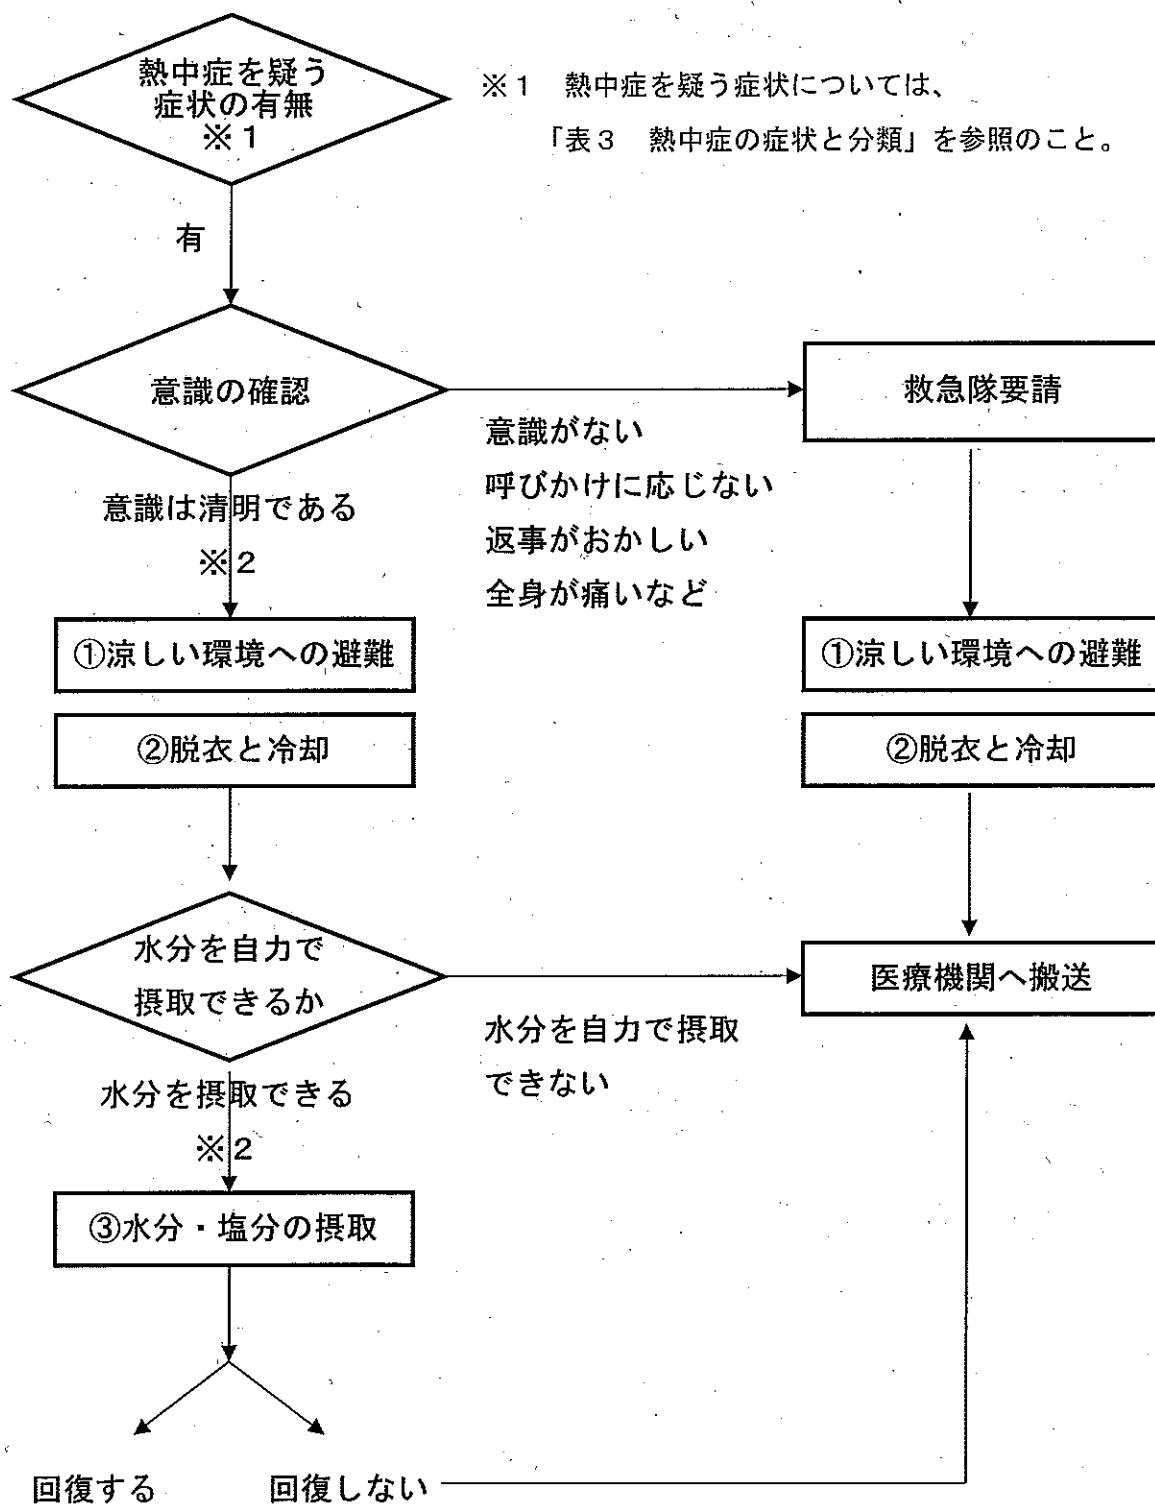 熱中症を疑う
症状の有無
※1
※1　熱中症を疑う症状については、
「表3　熱中症の症状と分類」を参照のこと。
有
意識の確認
救急隊要請
意識がない
呼びかけに応じない
返事がおかしい
全身が痛いなど
意識は清明である
※2
①涼しい環境への避難
②脱衣と冷却
①涼しい環境への避難
②脱衣と冷却
水分を自力で
摂取できるか
医療機関へ搬送
水分を自力で摂取
できない
水分を摂取できる
※2
③水分・塩分の摂取
回復する
回復しない